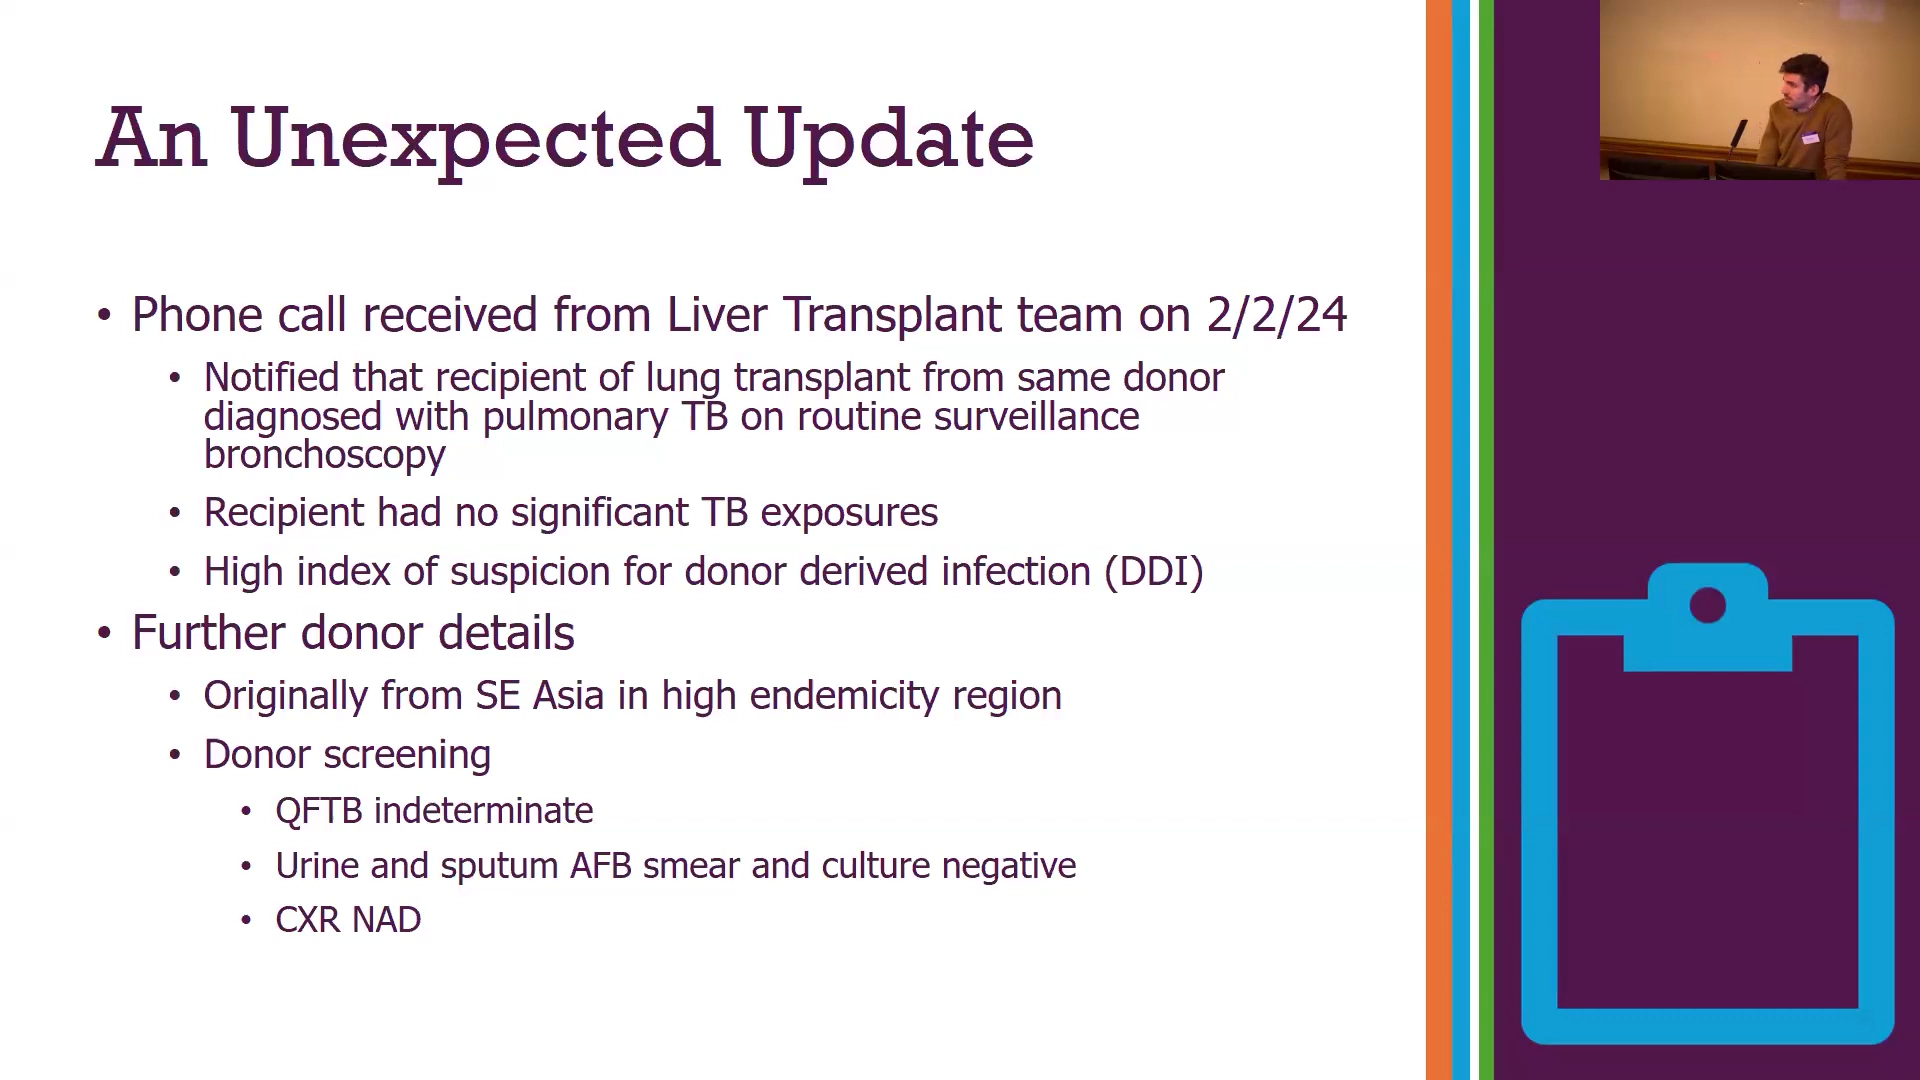 An Unexpected Update
• Phone call received from Liver Transplant team on 2/2/24
• Notified that recipient of lung transplant from same donor
diagnosed with pulmonary TB on routine surveillance
bronchoscopy
• Recipient had no significant TB exposures
• High index of suspicion for donor derived infection (DDI)
• Further donor details
• Originally from SE Asia in high endemicity region
• Donor screening
• QFTB indeterminate
• Urine and sputum AFB smear and culture negative
• CXR NAD